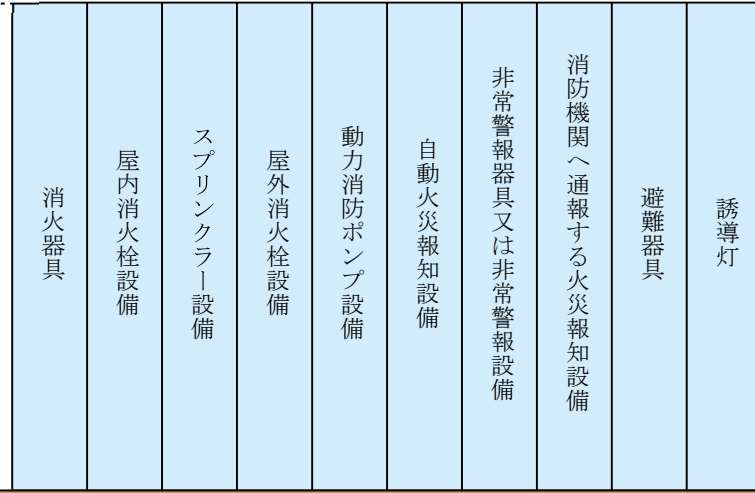 消火器具
屋内消火栓設備
スプリンクラー設備
屋外消火栓設備
動力消防ポンプ設備
自動火災報知設備
非常警報器具又は非常警報設備
消防機関へ通報する火災報知設備
避難器具
誘導灯